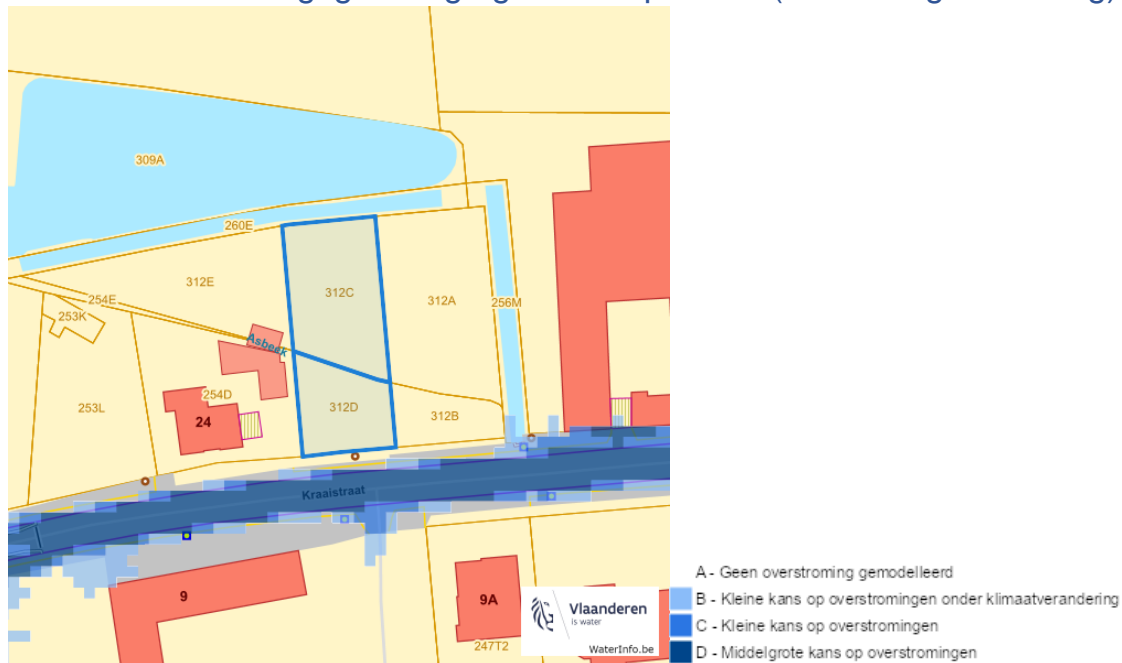 309A
260E
312E
312C
312A
256M
254E
253K
Asbeek
254D
312D
312B
253L
24
Kraaistraat
9
9A
247T2
Vlaanderen
is water
WaterInfo.be
A - Geen overstroming gemodelleerd
B - Kleine kans op overstromingen onder klimaatverandering
C - Kleine kans op overstromingen
D - Middelgrote kans op overstromingen